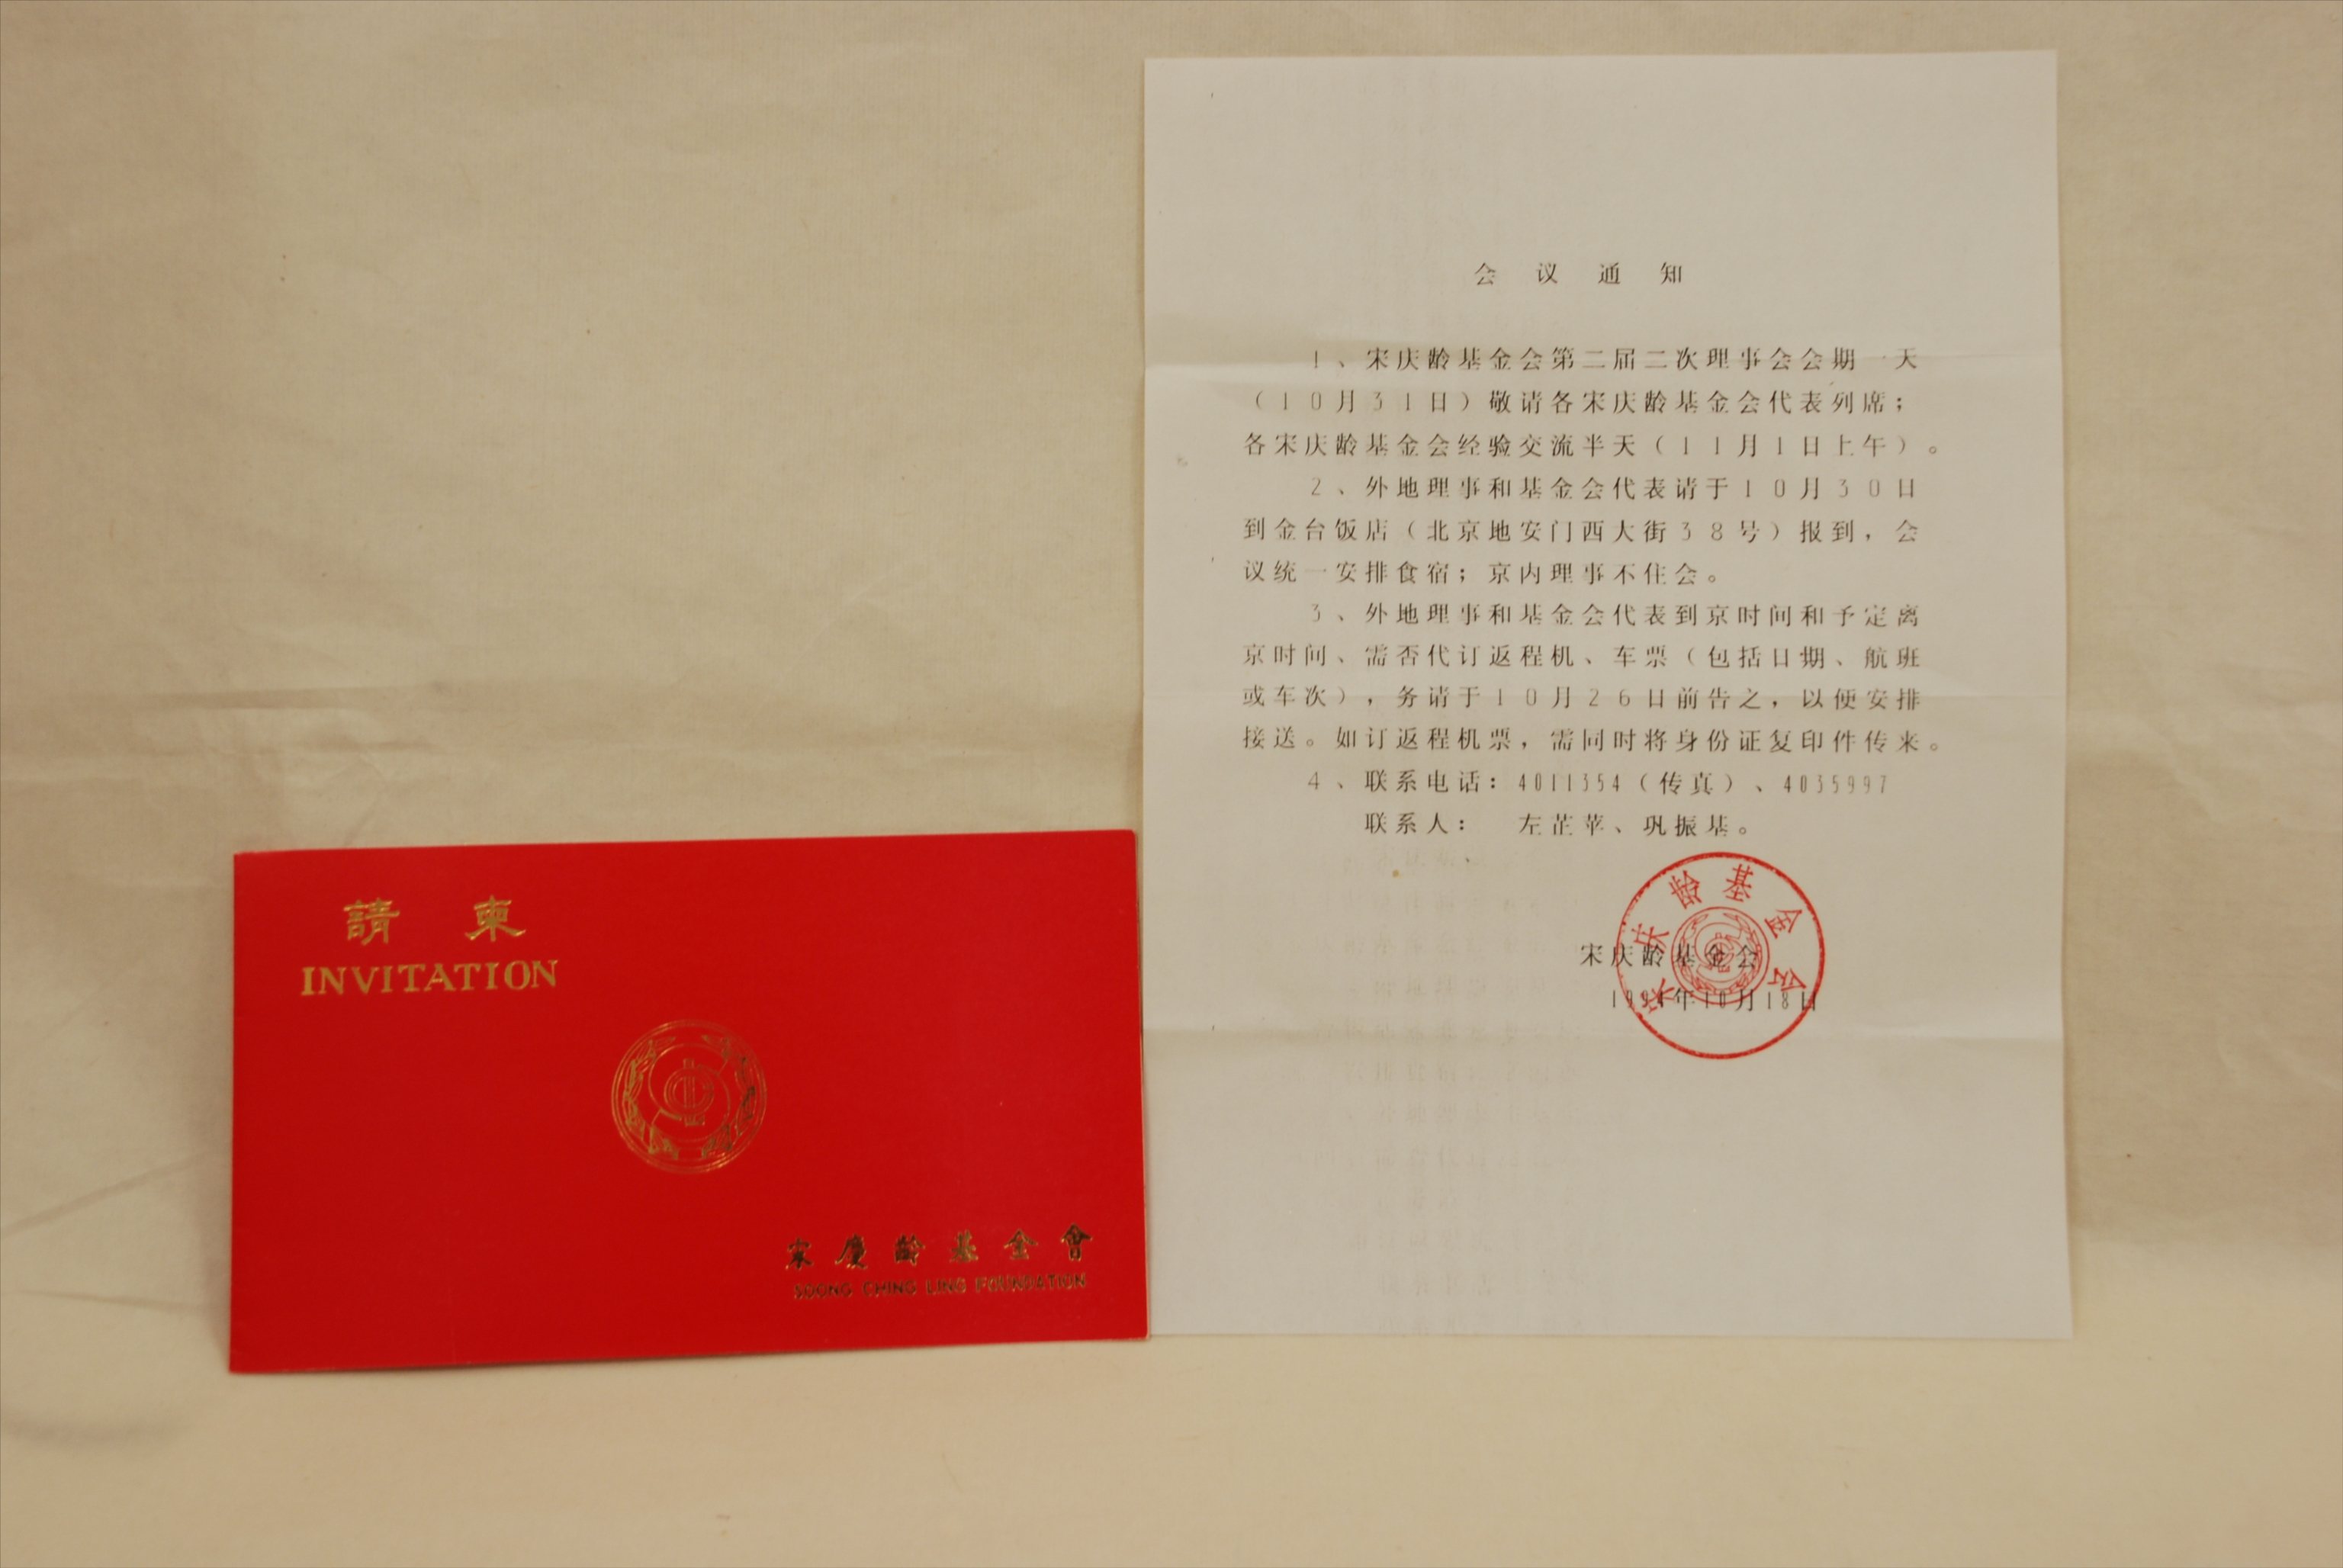 請柬
INVITATION
宋慶齡基金會
SOONG CHING LING FOUNDATION
会议通知
1、宋庆龄基金会第二届二次理事会会期一天
（10月31日）敬请各宋庆龄基金会代表列席；
各宋庆龄基金会经验交流半天（11月1日上午）。
2、外地理事和基金会代表请于10月30日
到金台饭店（北京地安门西大街38号）报到，会
议统一安排食宿；京内理事不住会。
3、外地理事和基金会代表到京时间和予定离
京时间、需否代订返程机、车票（包括日期、航班
或车次），务请于10月26日前告之，以便安排
接送。如订返程机票，需同时将身份证复印件传来。
4、联系电话：4011354（传真）、4035997
联系人： 左芷苹、巩振基。
宋庆龄基金会
宋庆龄基金会
1994年10月18日